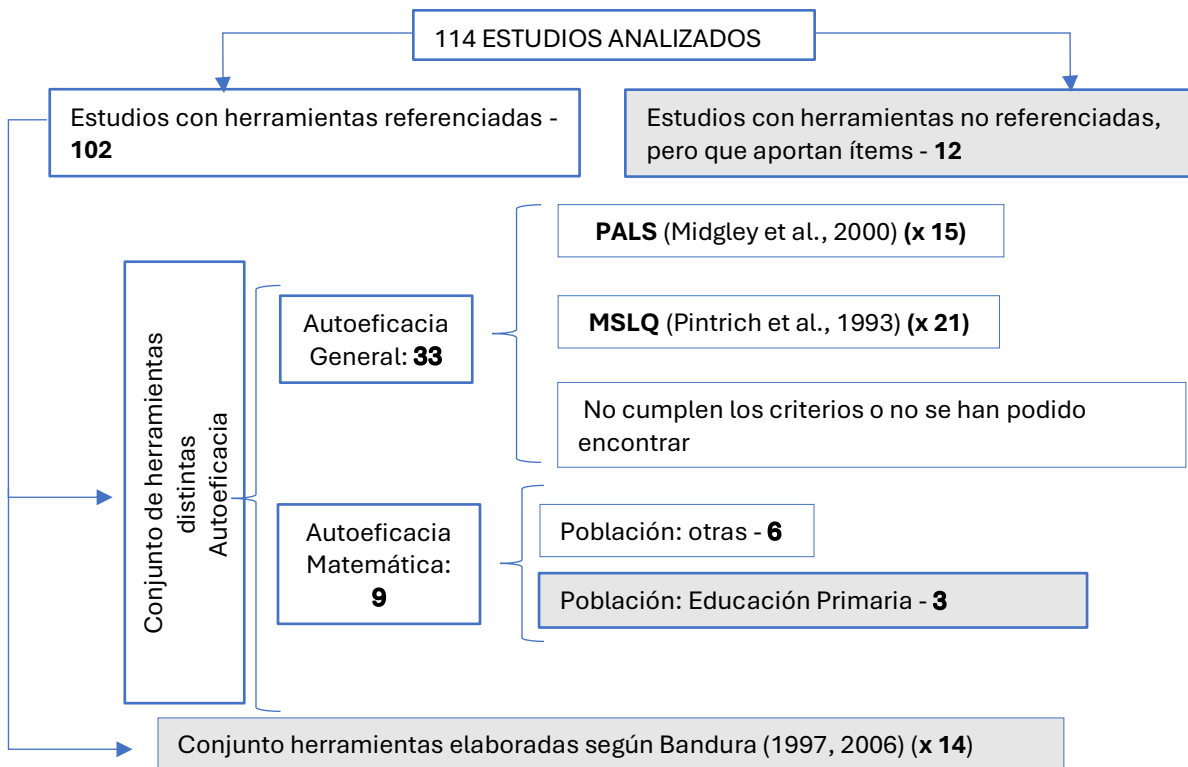 114 ESTUDIOS ANALIZADOS
Estudios con herramientas referenciadas -
102
Estudios con herramientas no referenciadas,
pero que aportan ítems - 12
PALS (Midgley et al., 2000) (x 15)
Conjunto de herramientas
distintas
Autoeficacia
Autoeficacia
General: 33
MSLQ (Pintrich et al., 1993) (x 21)
No cumplen los criterios o no se han podido
encontrar
Autoeficacia
Matemática:
9
Población: otras - 6
Población: Educación Primaria - 3
Conjunto herramientas elaboradas según Bandura (1997, 2006) (x 14)